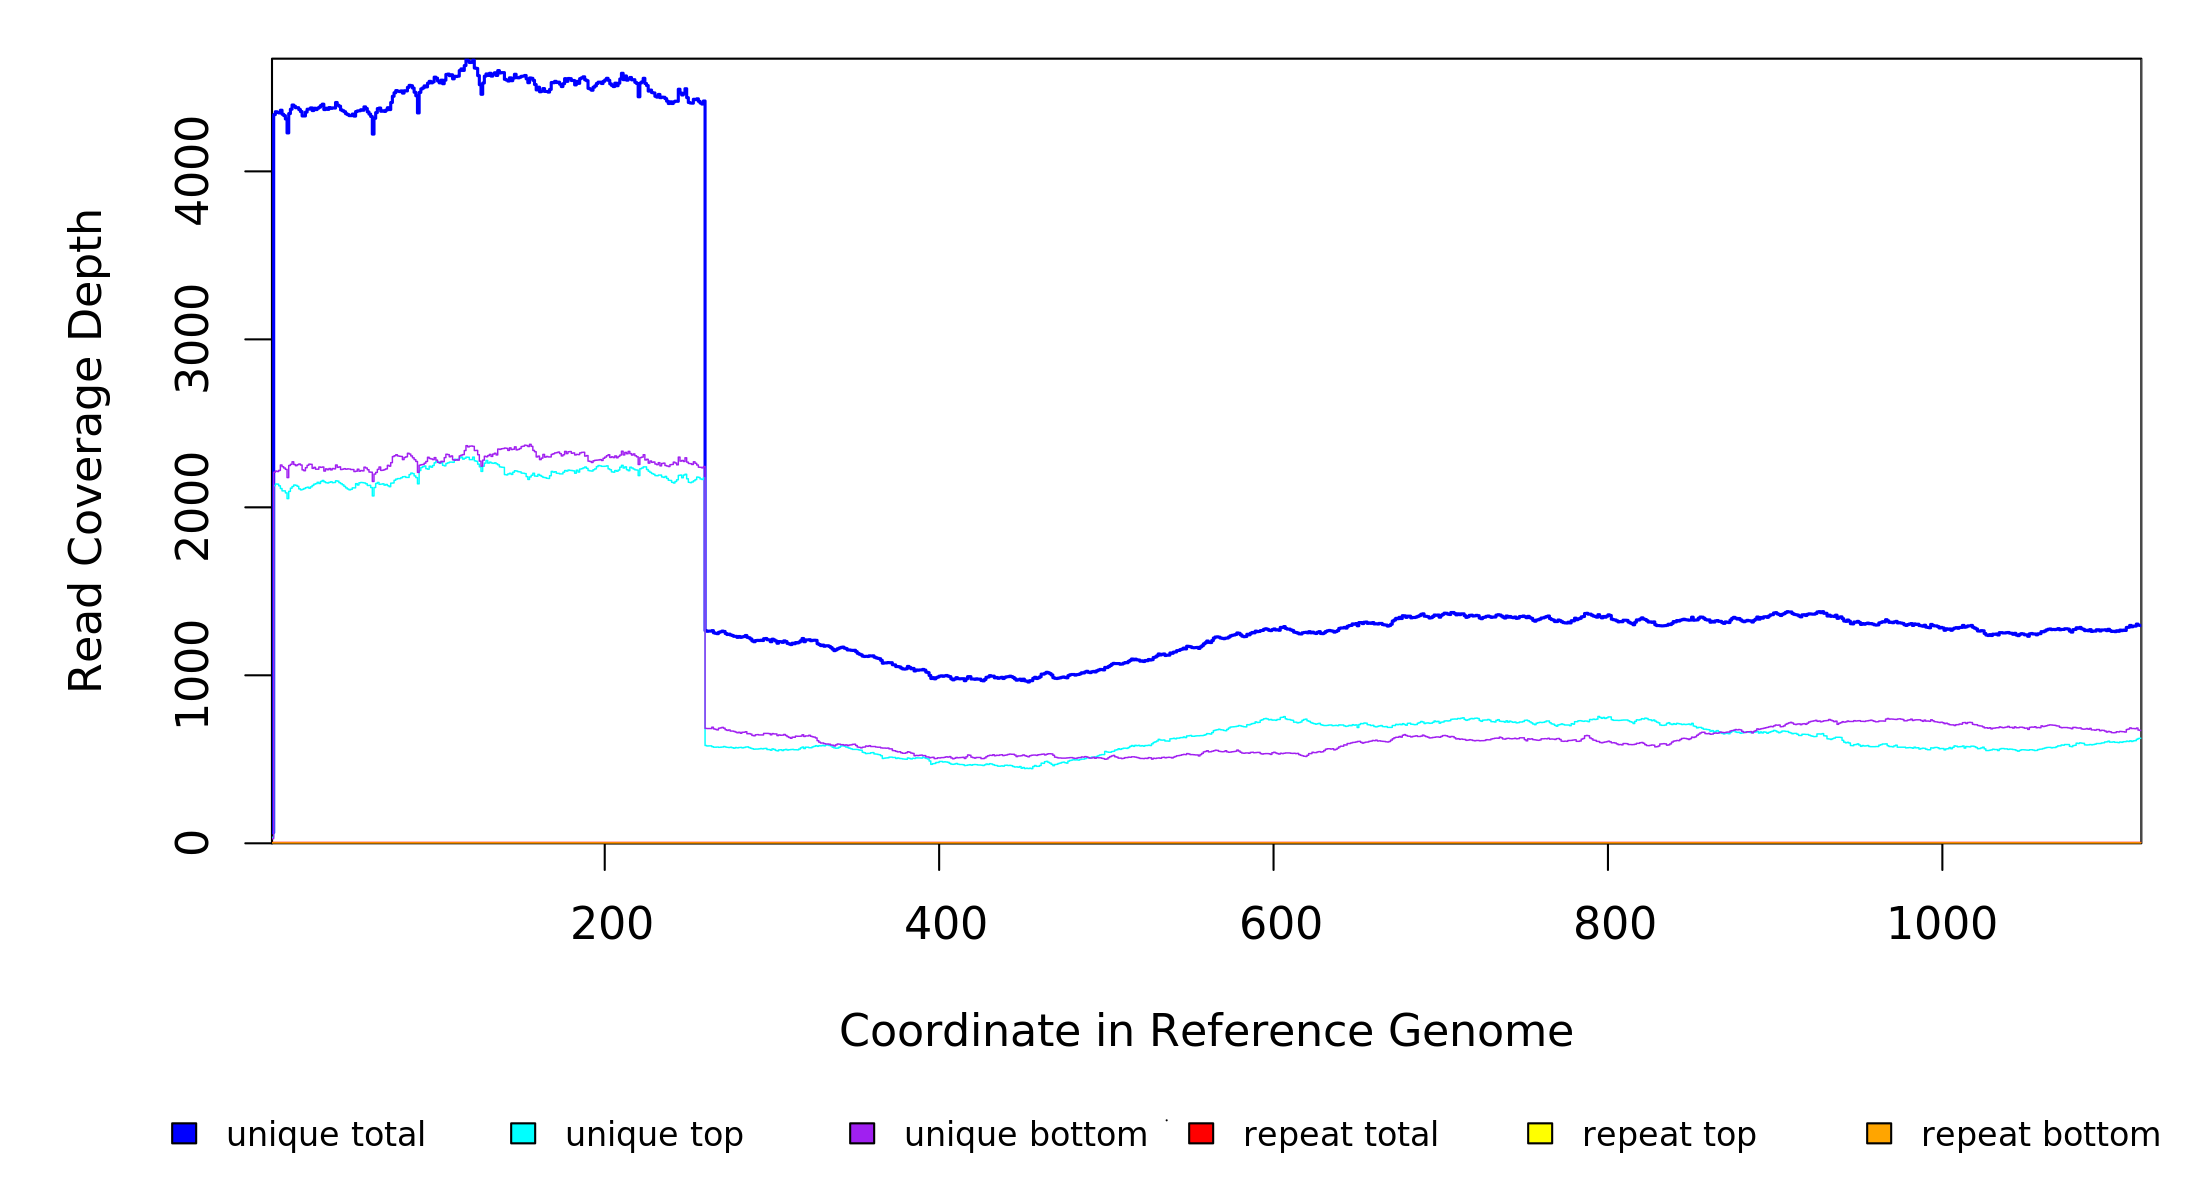 Read Coverage Depth
4000
3000
2000
1000
0
200 400 600 800 1000
Coordinate in Reference Genome
unique total unique top unique bottom repeat total repeat top repeat bottom